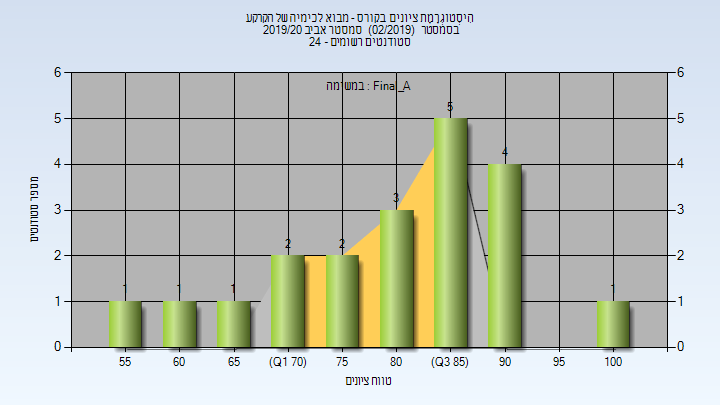 היסטוגרמת ציונים בקורס - מבוא לכימיה של הקרקע
בסמסטר (02/2019) סמסטר אביב 2019/20
סטודנטים רשומים - 24
במשימה : Final_A
6 6
5 5
4 4
3 3
2 2
1 1
0 0
1 1 1 2 2 3 5 4 1
מספר סטודנטים
55 60 65 (Q1 70) 75 80 (Q3 85) 90 95 100
טווח ציונים